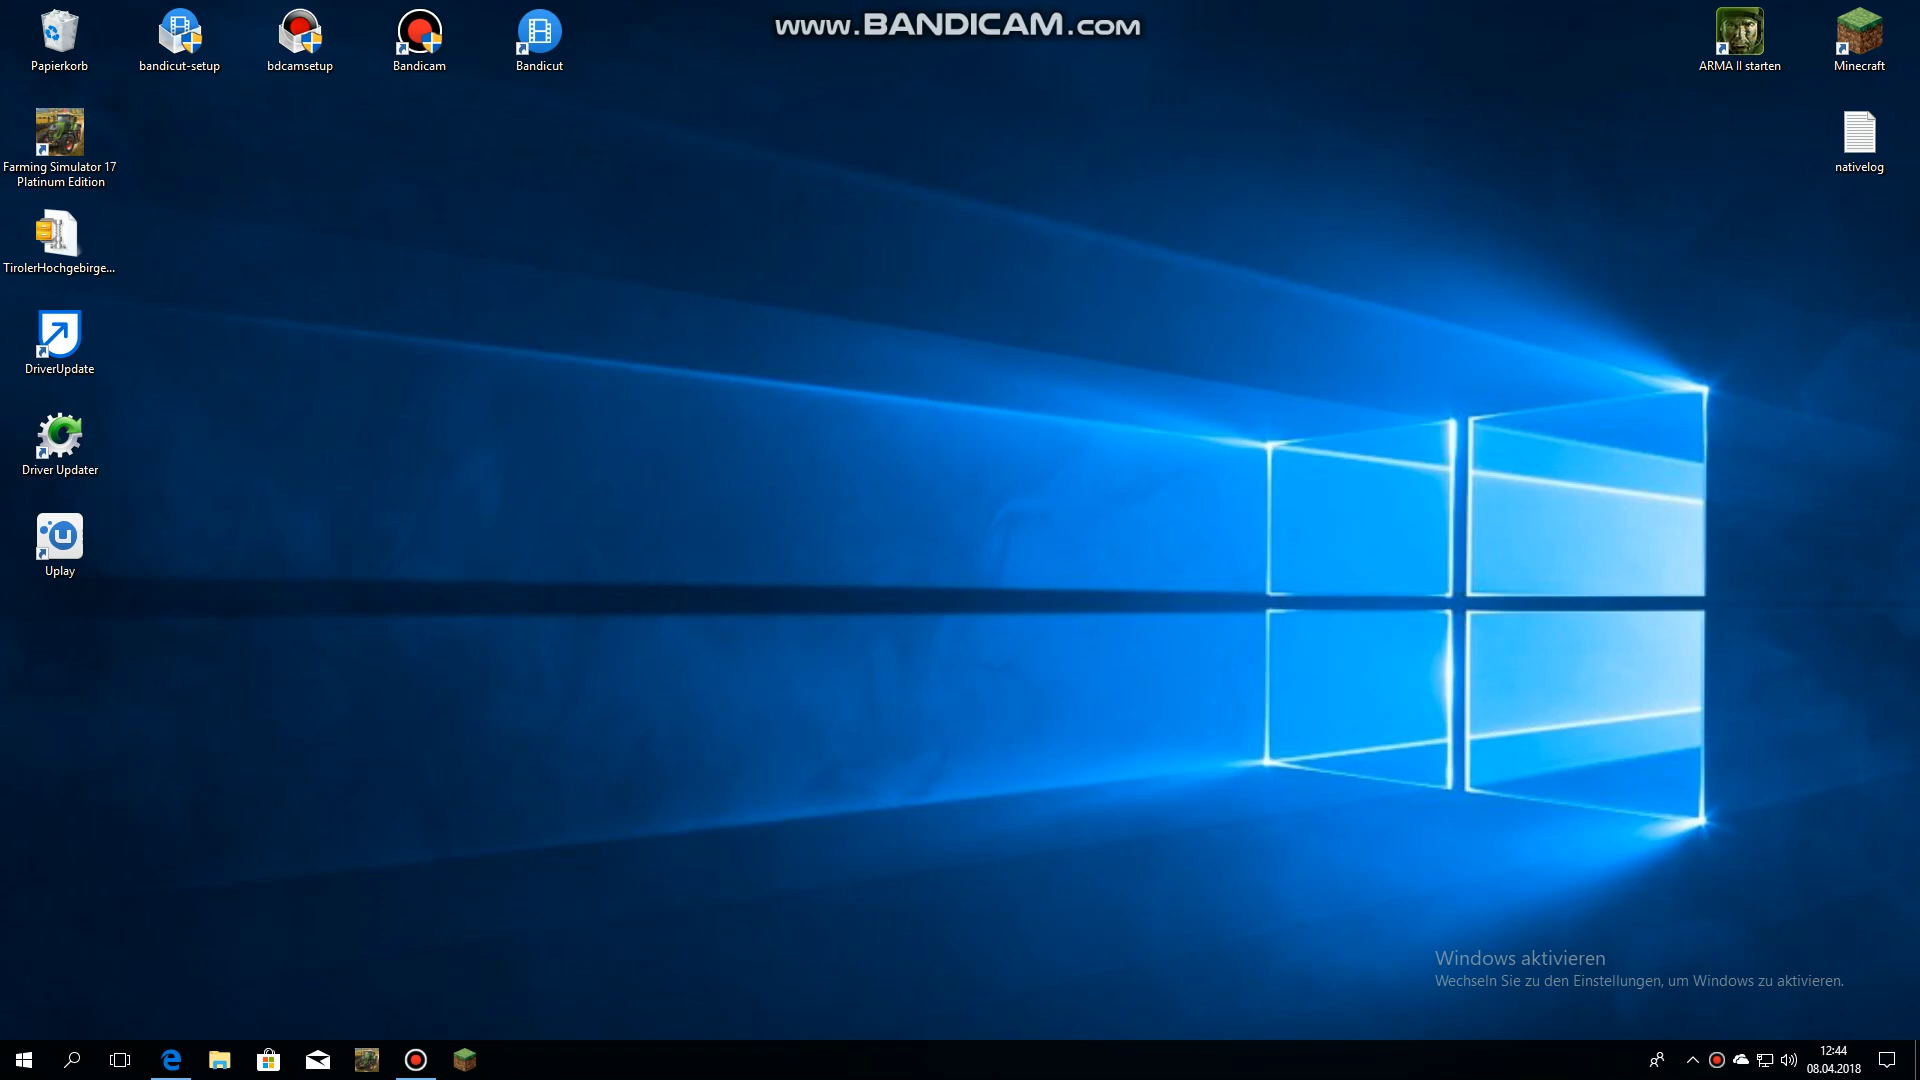 www.BANDICAM.com
Papierkorb
bandicut-setup
bdcamsetup
Bandicam
Bandicut
ARMA II starten
Minecraft
Farming Simulator 17
Platinum Edition
nativelog
TirolerHochgebirge...
DriverUpdate
Driver Updater
Uplay
Windows aktivieren
Wechseln Sie zu den Einstellungen, um Windows zu aktivieren.
12:44
08.04.2018